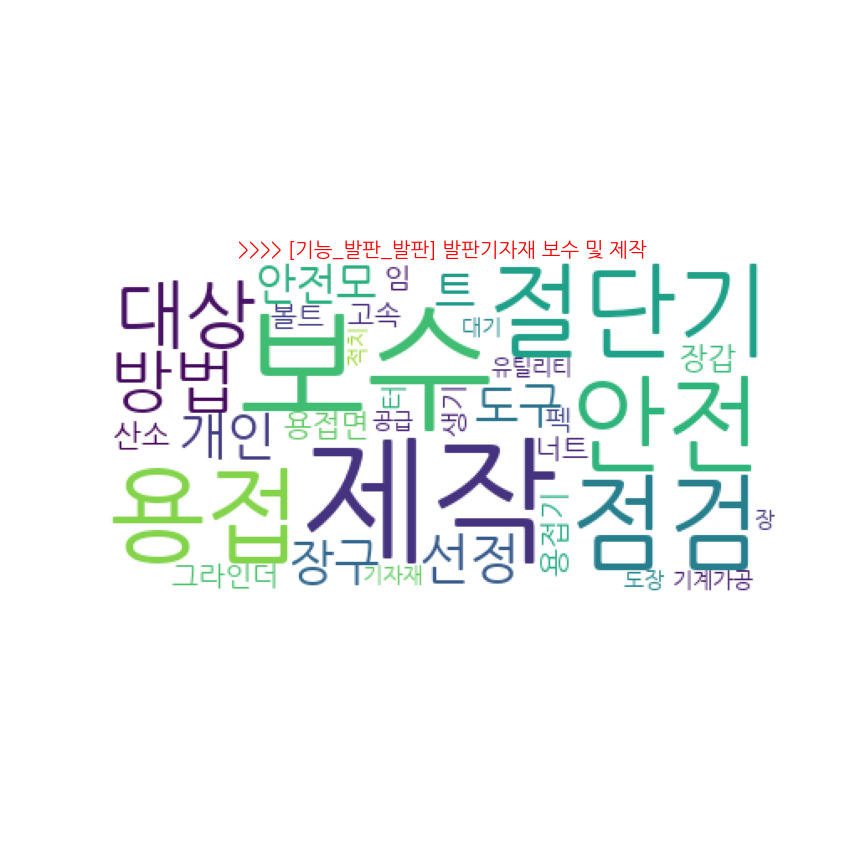 >>>> [기능_발판_발판] 발판기자재 보수 및 제작
대상
안전모
임
트
절단기
볼트
고속
보수
대기
적치
방법
유틸리티
장갑
터
생기
도구
펙
안전
산소
개인
용접면
공급
너트
용접
제작
점검
용접기
장
장구
선정
그라인더
기자재
도장
기계가공